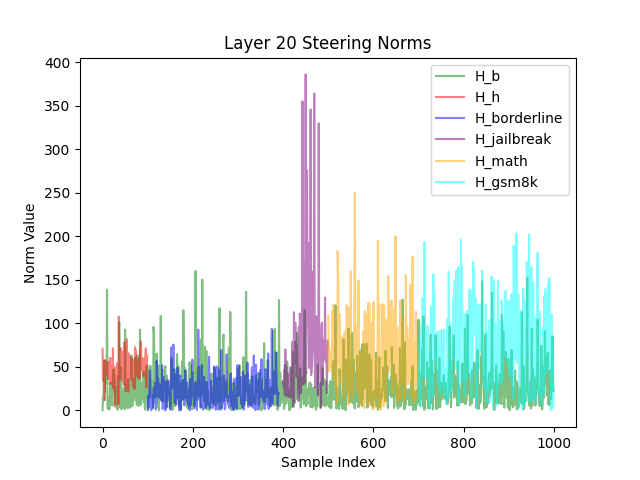 Layer 20 Steering Norms
400
350
300
250
200
150
100
50
0
Norm Value
H_b
H_h
H_borderline
H_jailbreak
H_math
H_gsm8k
0 200 400 600 800 1000
Sample Index